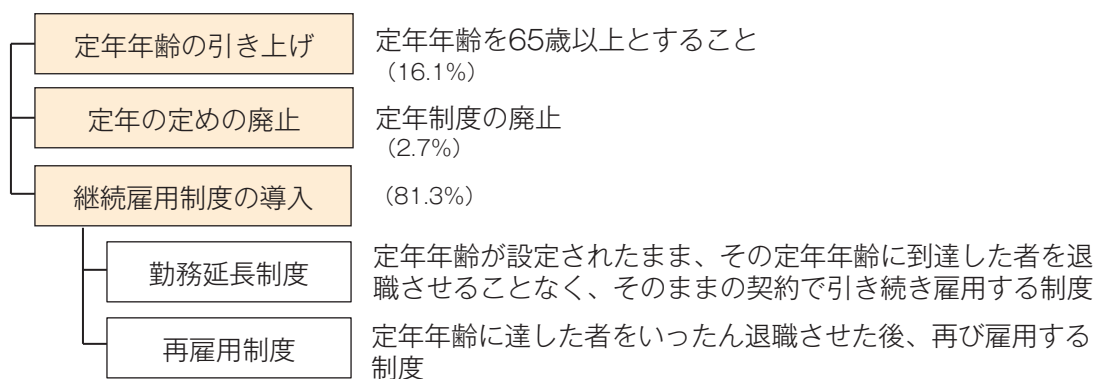 定年年齢の引き上げ
定年年齢を65歳以上とすること
（16.1%）
定年の定めの廃止
定年制度の廃止
（2.7%）
継続雇用制度の導入
（81.3%）
勤務延長制度
定年年齢が設定されたまま、その定年年齢に到達した者を退
職させることなく、そのままの契約で引き続き雇用する制度
再雇用制度
定年年齢に達した者をいったん退職させた後、再び雇用する
制度